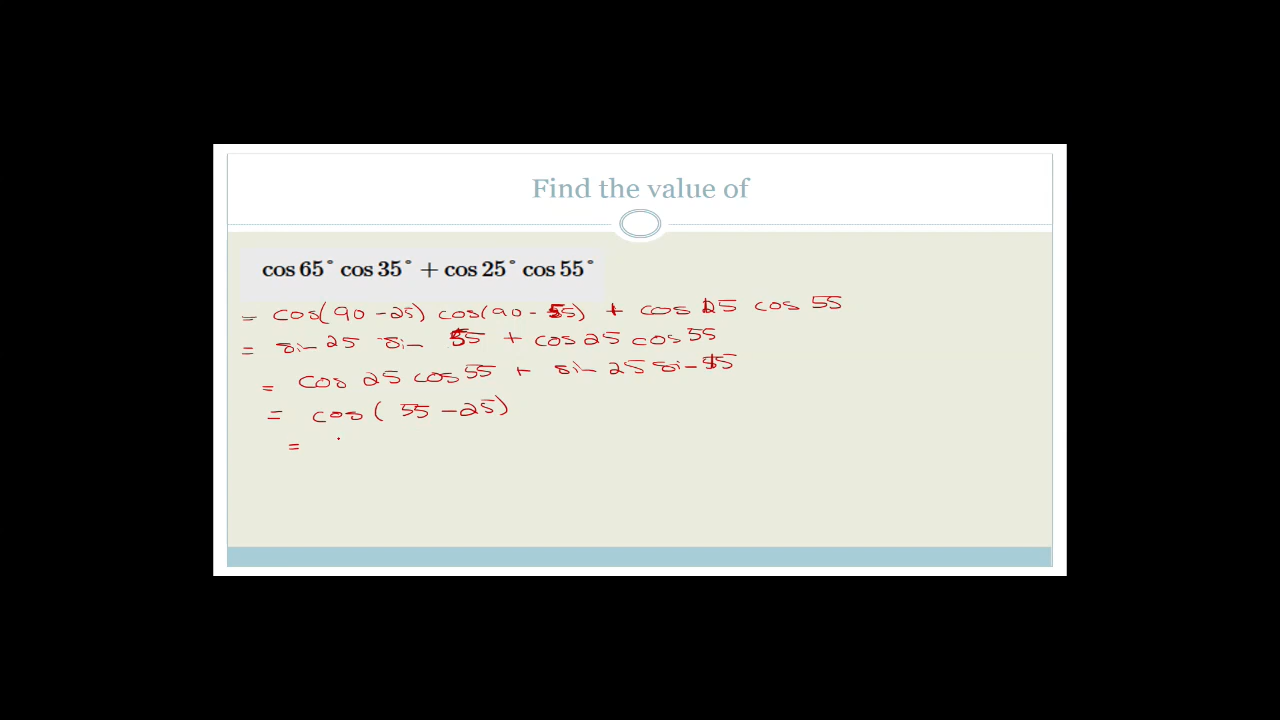 Find the value of
cos 65° cos 35° + cos 25° cos 55°
= cos(90 - 25) cos(90 - 55) + cos 25 cos 55
= sin 25 sin 55 + cos 25 cos 55
= cos 25 cos 55 + sin 25 sin 55
= cos( 55 - 25)
=